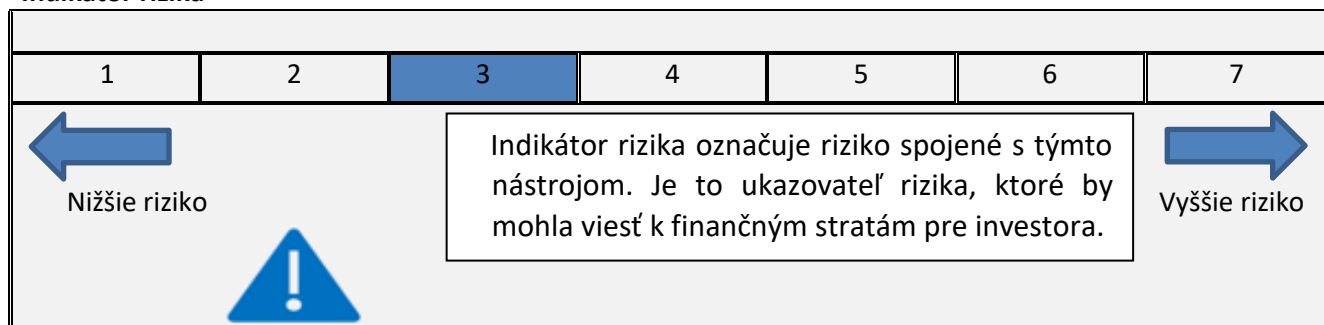 1 2 3 4 5 6 7
Indikátor rizika označuje riziko spojené s týmto
nástrojom. Je to ukazovateľ rizika, ktoré by
mohla viesť k finančným stratám pre investora.
Nižšie riziko
Vyššie riziko